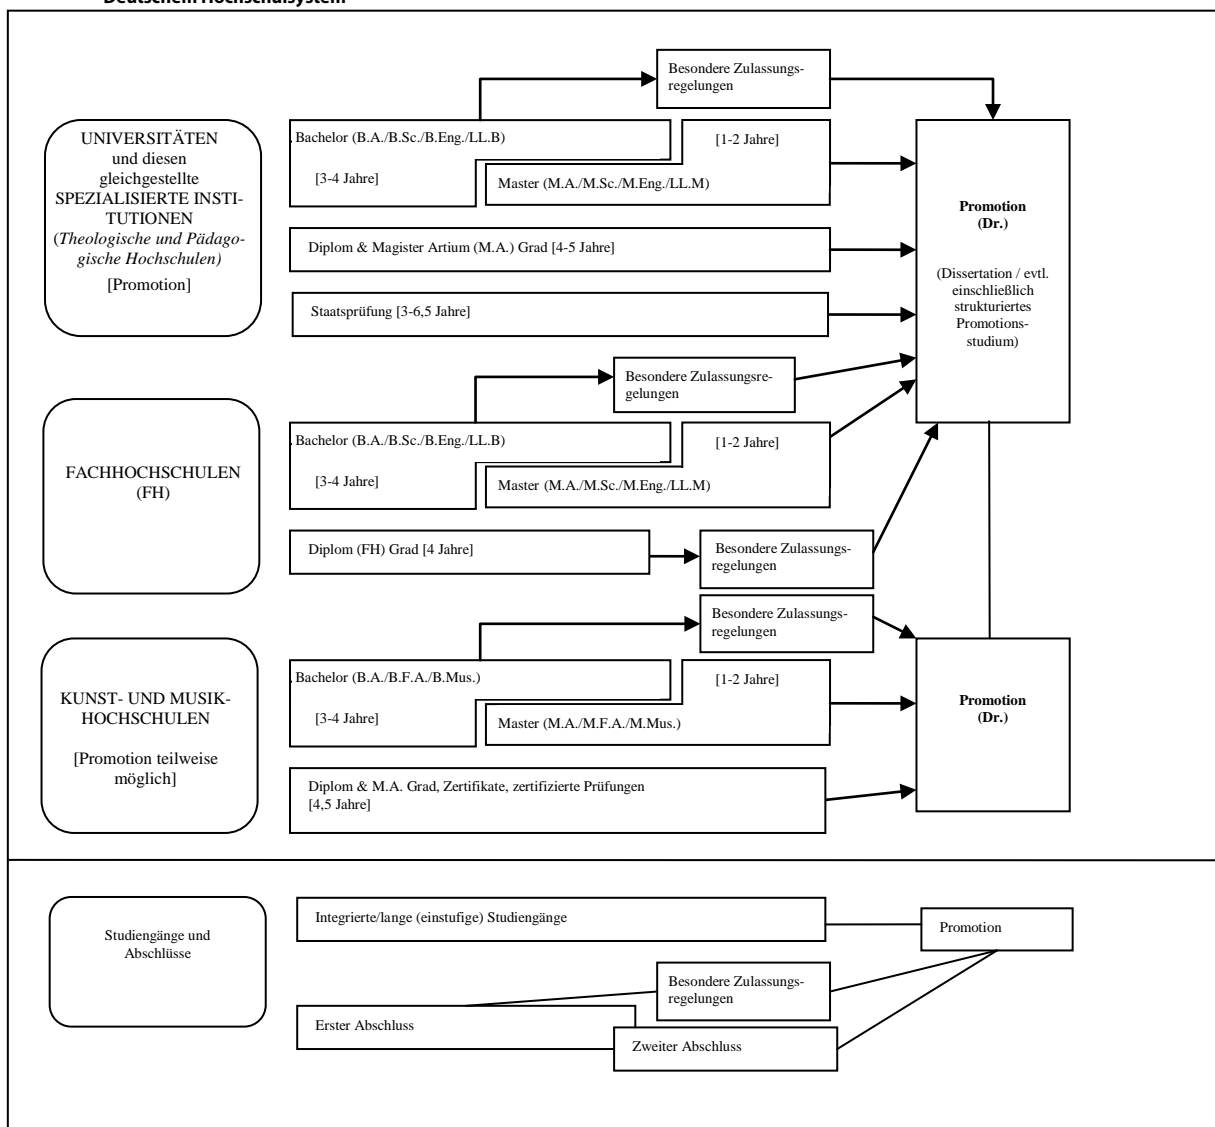 Deutschem Hochschulsystem
Besondere Zulassungs-
regelungen
UNIVERSITÄTEN
und diesen
gleichgestellte
SPEZIALISIERTE INSTI-
TUTIONEN
(Theologische und Pädago-
gische Hochschulen)
[Promotion]
Bachelor (B.A./B.Sc./B.Eng./LL.B)
[3-4 Jahre]
[1-2 Jahre]
Master (M.A./M.Sc./M.Eng./LL.M)
Diplom & Magister Artium (M.A.) Grad [4-5 Jahre]
Staatsprüfung [3-6,5 Jahre]
Promotion
(Dr.)
(Dissertation / evtl.
einschließlich
strukturiertes
Promotions-
studium)
Besondere Zulassungsre-
gelungen
FACHHOCHSCHULEN
(FH)
Bachelor (B.A./B.Sc./B.Eng./LL.B)
[3-4 Jahre]
[1-2 Jahre]
Master (M.A./M.Sc./M.Eng./LL.M)
Diplom (FH) Grad [4 Jahre]
Besondere Zulassungs-
regelungen
Besondere Zulassungs-
regelungen
KUNST- UND MUSIK-
HOCHSCHULEN
[Promotion teilweise
möglich]
Bachelor (B.A./B.F.A./B.Mus.)
[3-4 Jahre]
[1-2 Jahre]
Master (M.A./M.F.A./M.Mus.)
Diplom & M.A. Grad, Zertifikate, zertifizierte Prüfungen
[4,5 Jahre]
Promotion
(Dr.)
Studiengänge und
Abschlüsse
Integrierte/lange (einstufige) Studiengänge
Promotion
Besondere Zulassungs-
regelungen
Erster Abschluss
Zweiter Abschluss